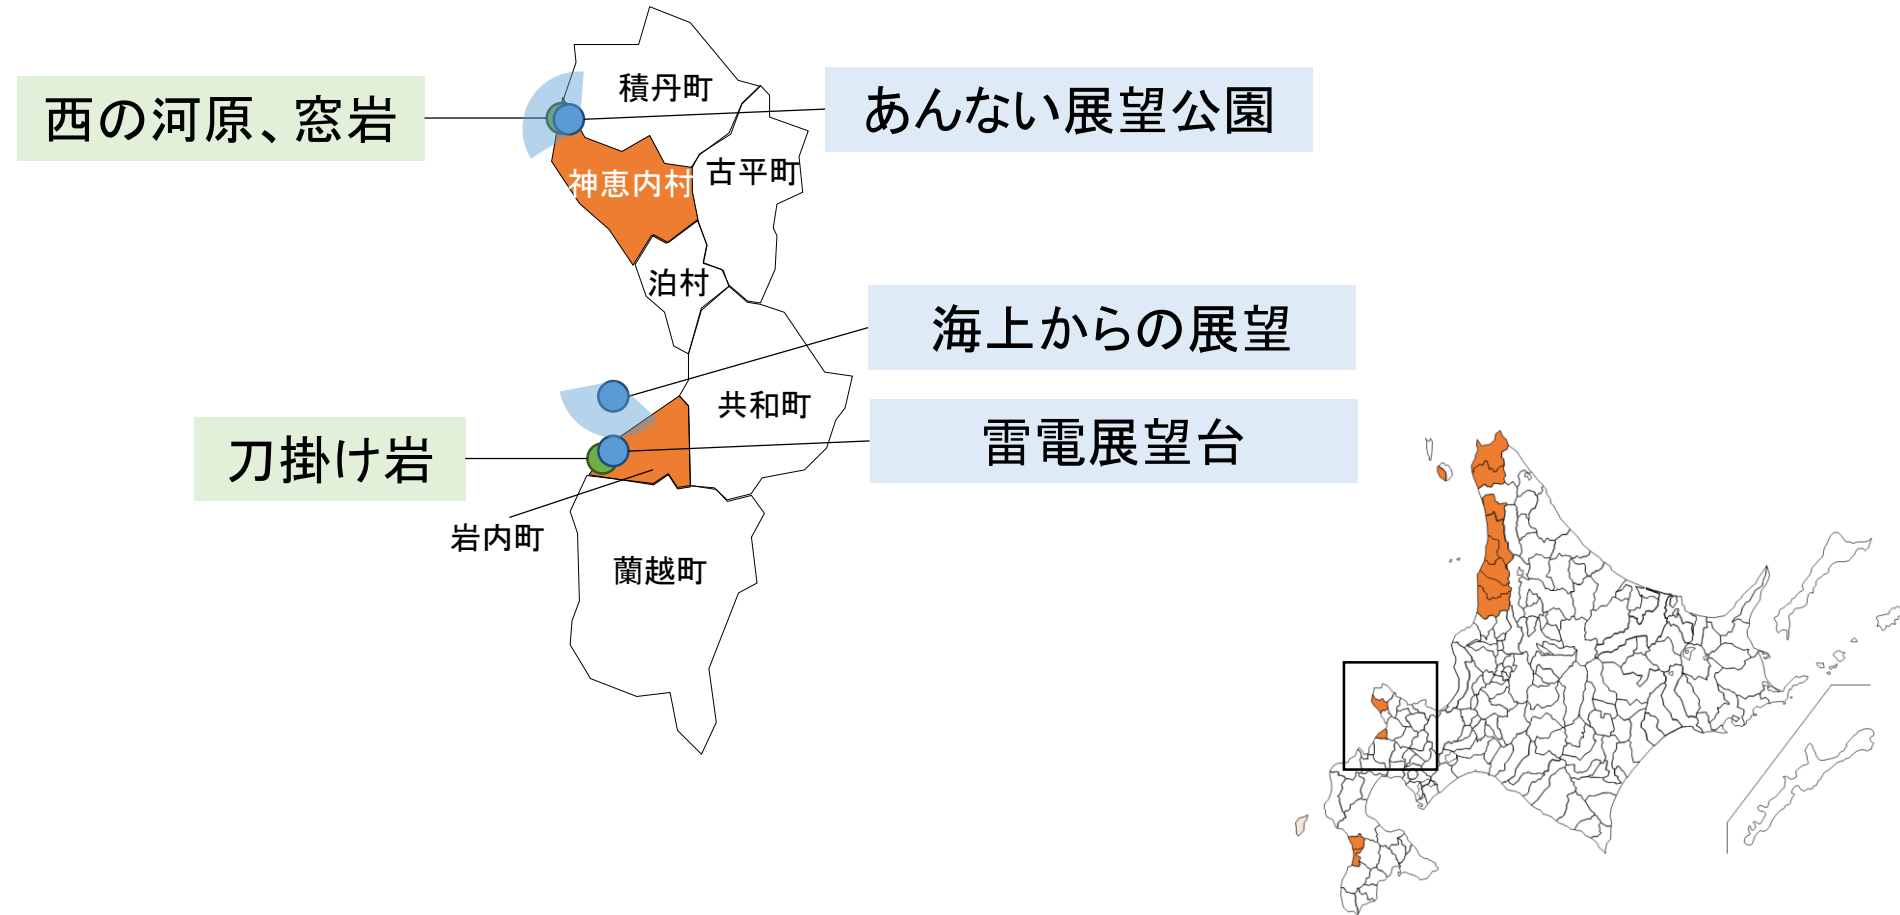 積丹町
西の河原、窓岩
あんない展望公園
古平町
神恵内村
泊村
海上からの展望
共和町
雷電展望台
刀掛け岩
岩内町
蘭越町